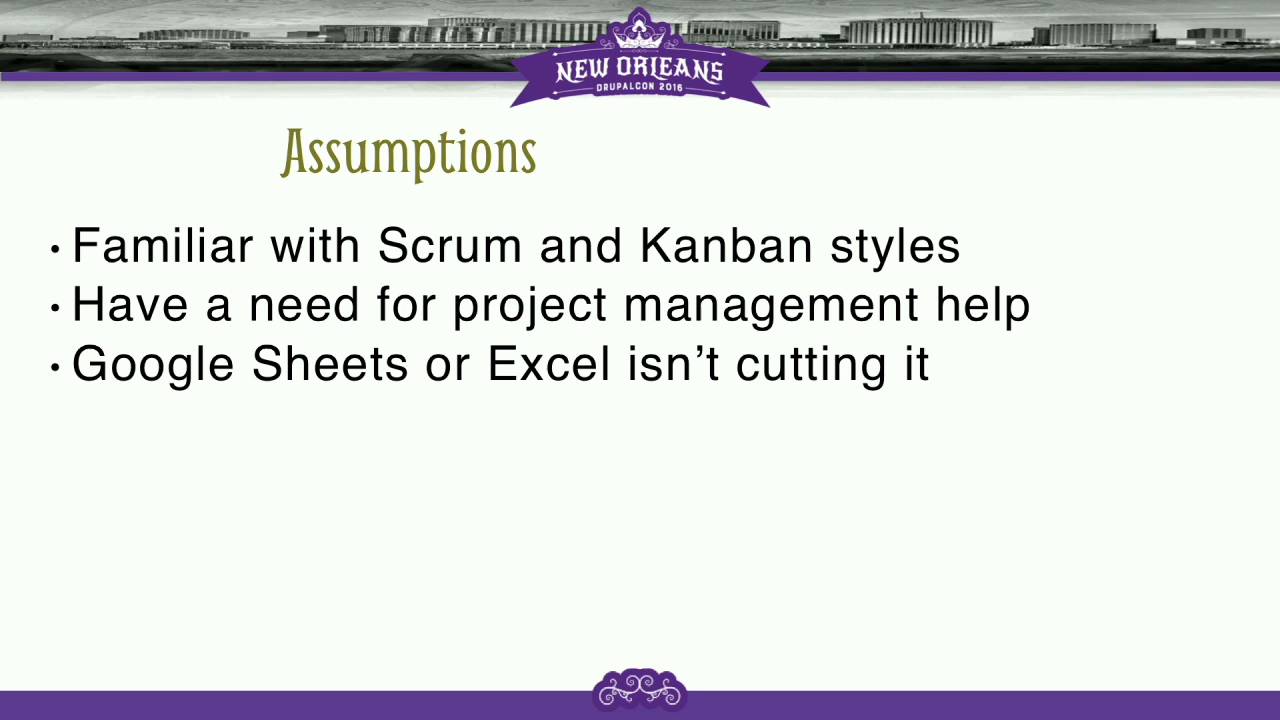 NEW ORLEANS
DRUPALCON 2016
Assumptions
• Familiar with Scrum and Kanban styles
• Have a need for project management help
• Google Sheets or Excel isn’t cutting it